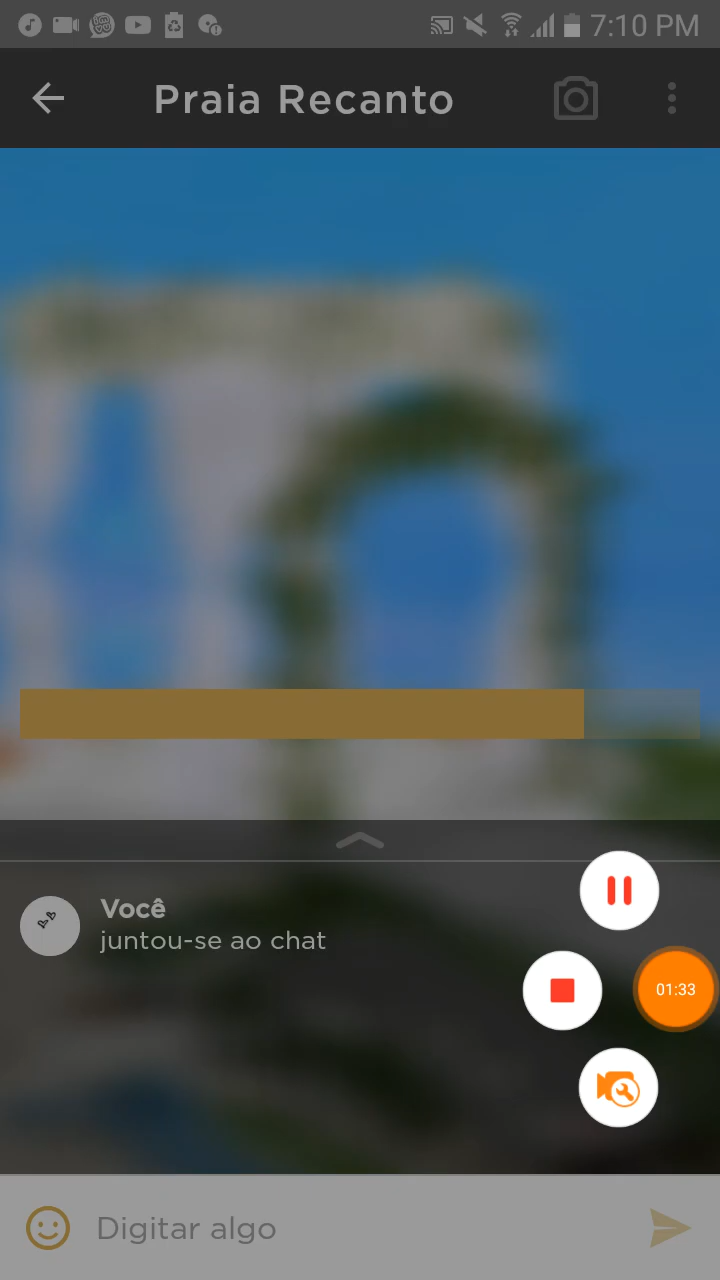 7:10 PM
Praia Recanto
Você
juntou-se ao chat
01:33
Digitar algo